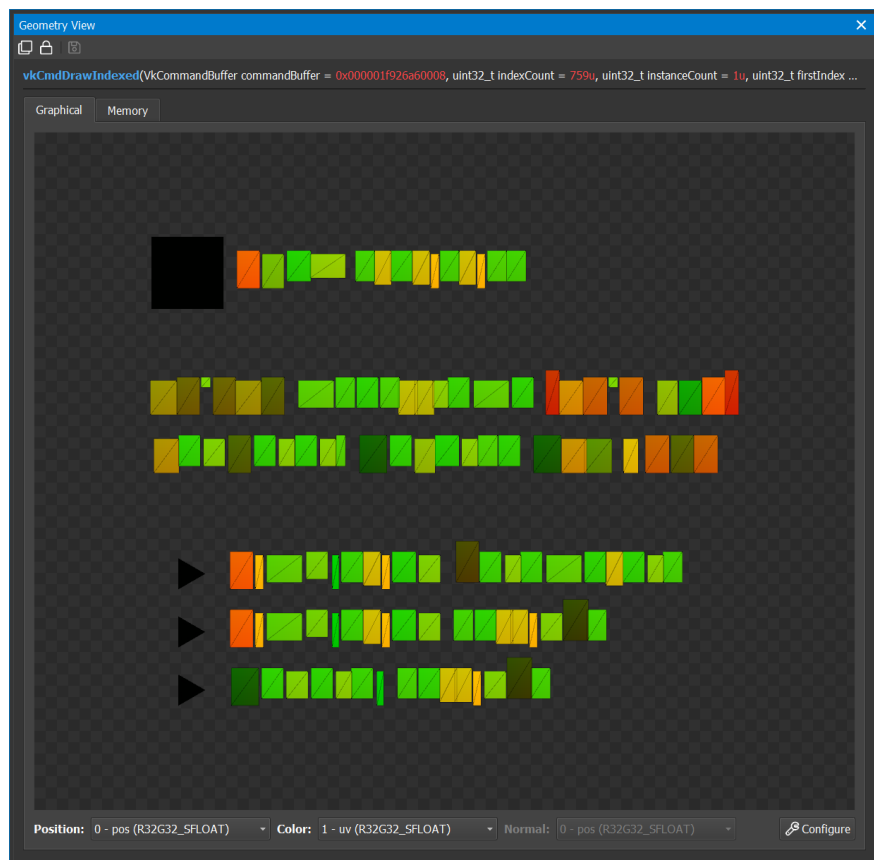 Geometry View
vkCmdDrawIndexed(VkCommandBuffer commandBuffer = 0x000001f926a60008, uint32_t indexCount = 759u, uint32_t instanceCount = 1u, uint32_t firstIndex ...
Graphical Memory
Position: 0 - pos (R32G32_SFLOAT) Color: 1 - uv (R32G32_SFLOAT) Normal: 0 - pos (R32G32_SFLOAT) Configure